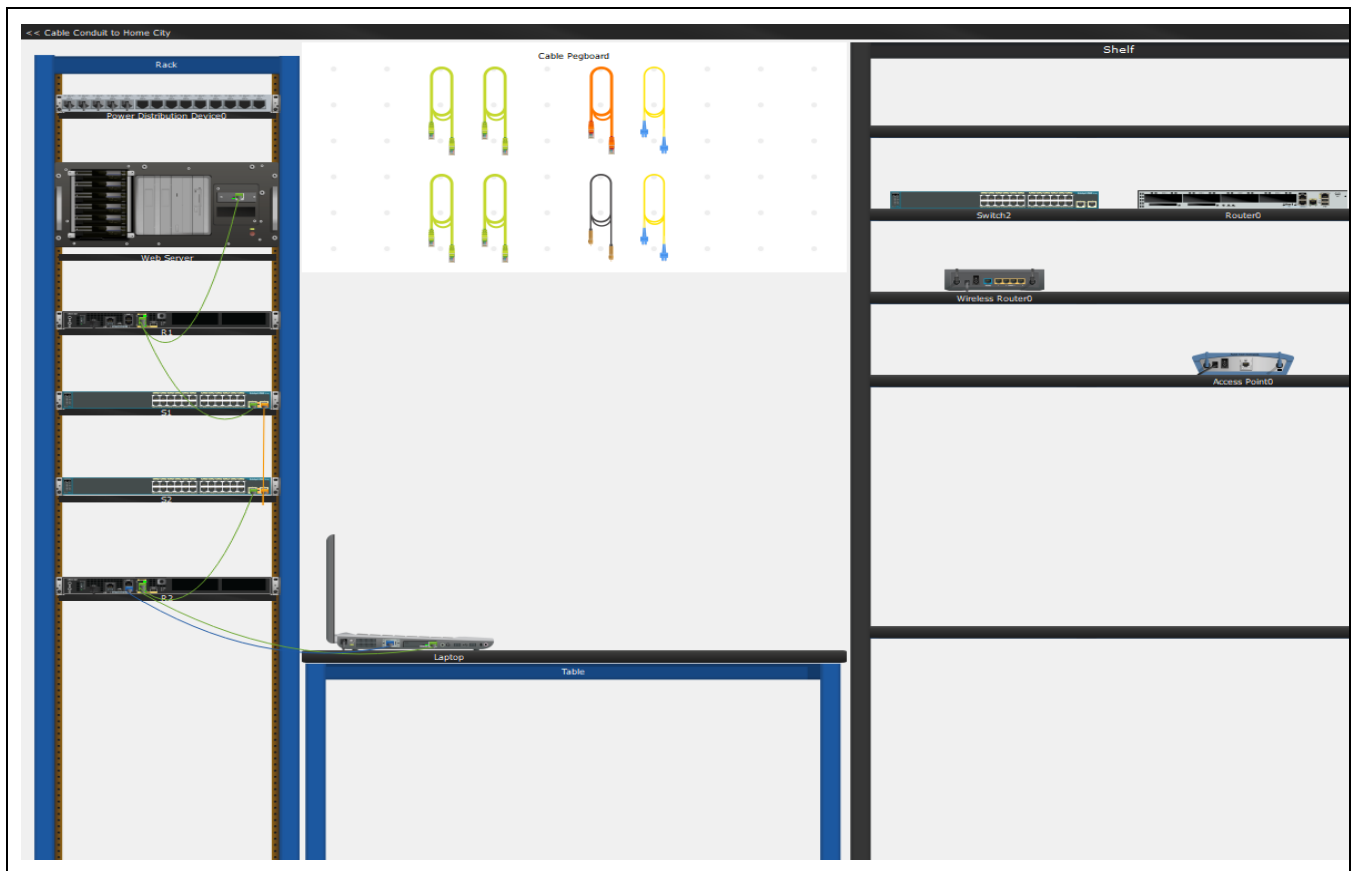 << Cable Conduit to Home City
Rack
Power Distribution Device0
Web Server
R1
S1
S2
R3
Cable Pegboard
Laptop
Table
Shelf
Switch2
Router0
Wireless Router0
Access Point0